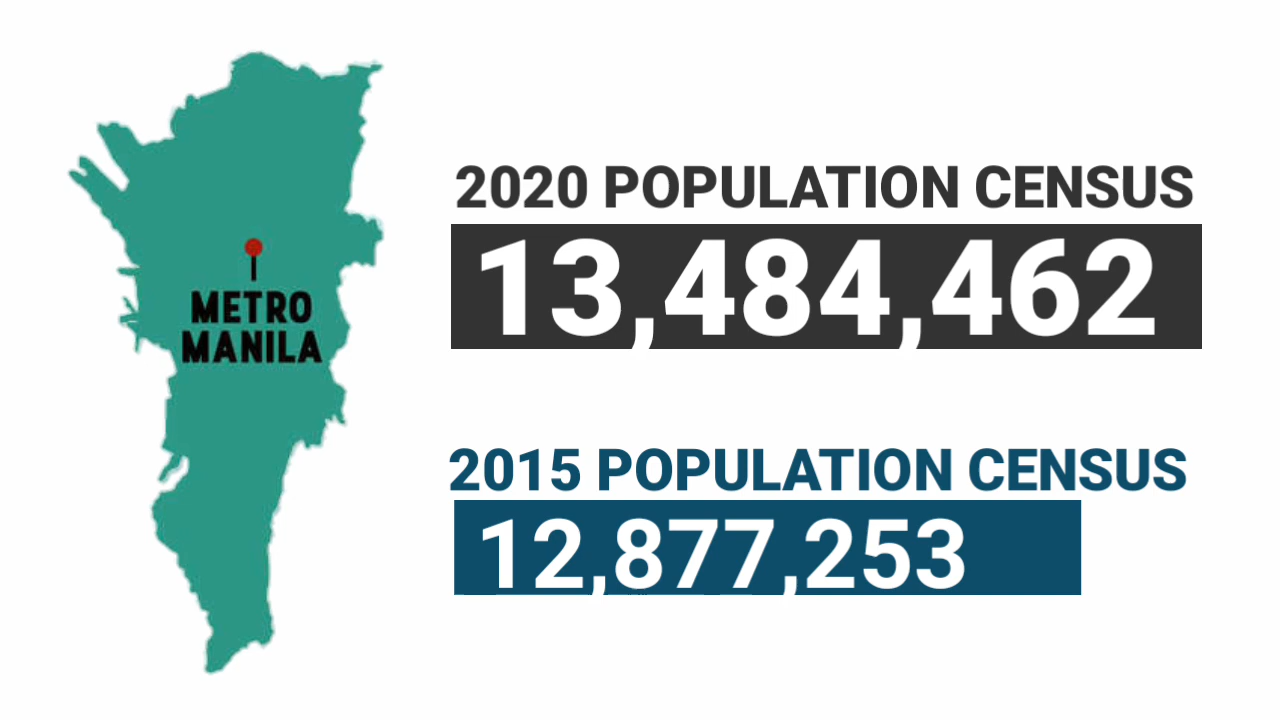 METRO
MANILA
2020 POPULATION CENSUS
13,484,462
2015 POPULATION CENSUS
12,877,253